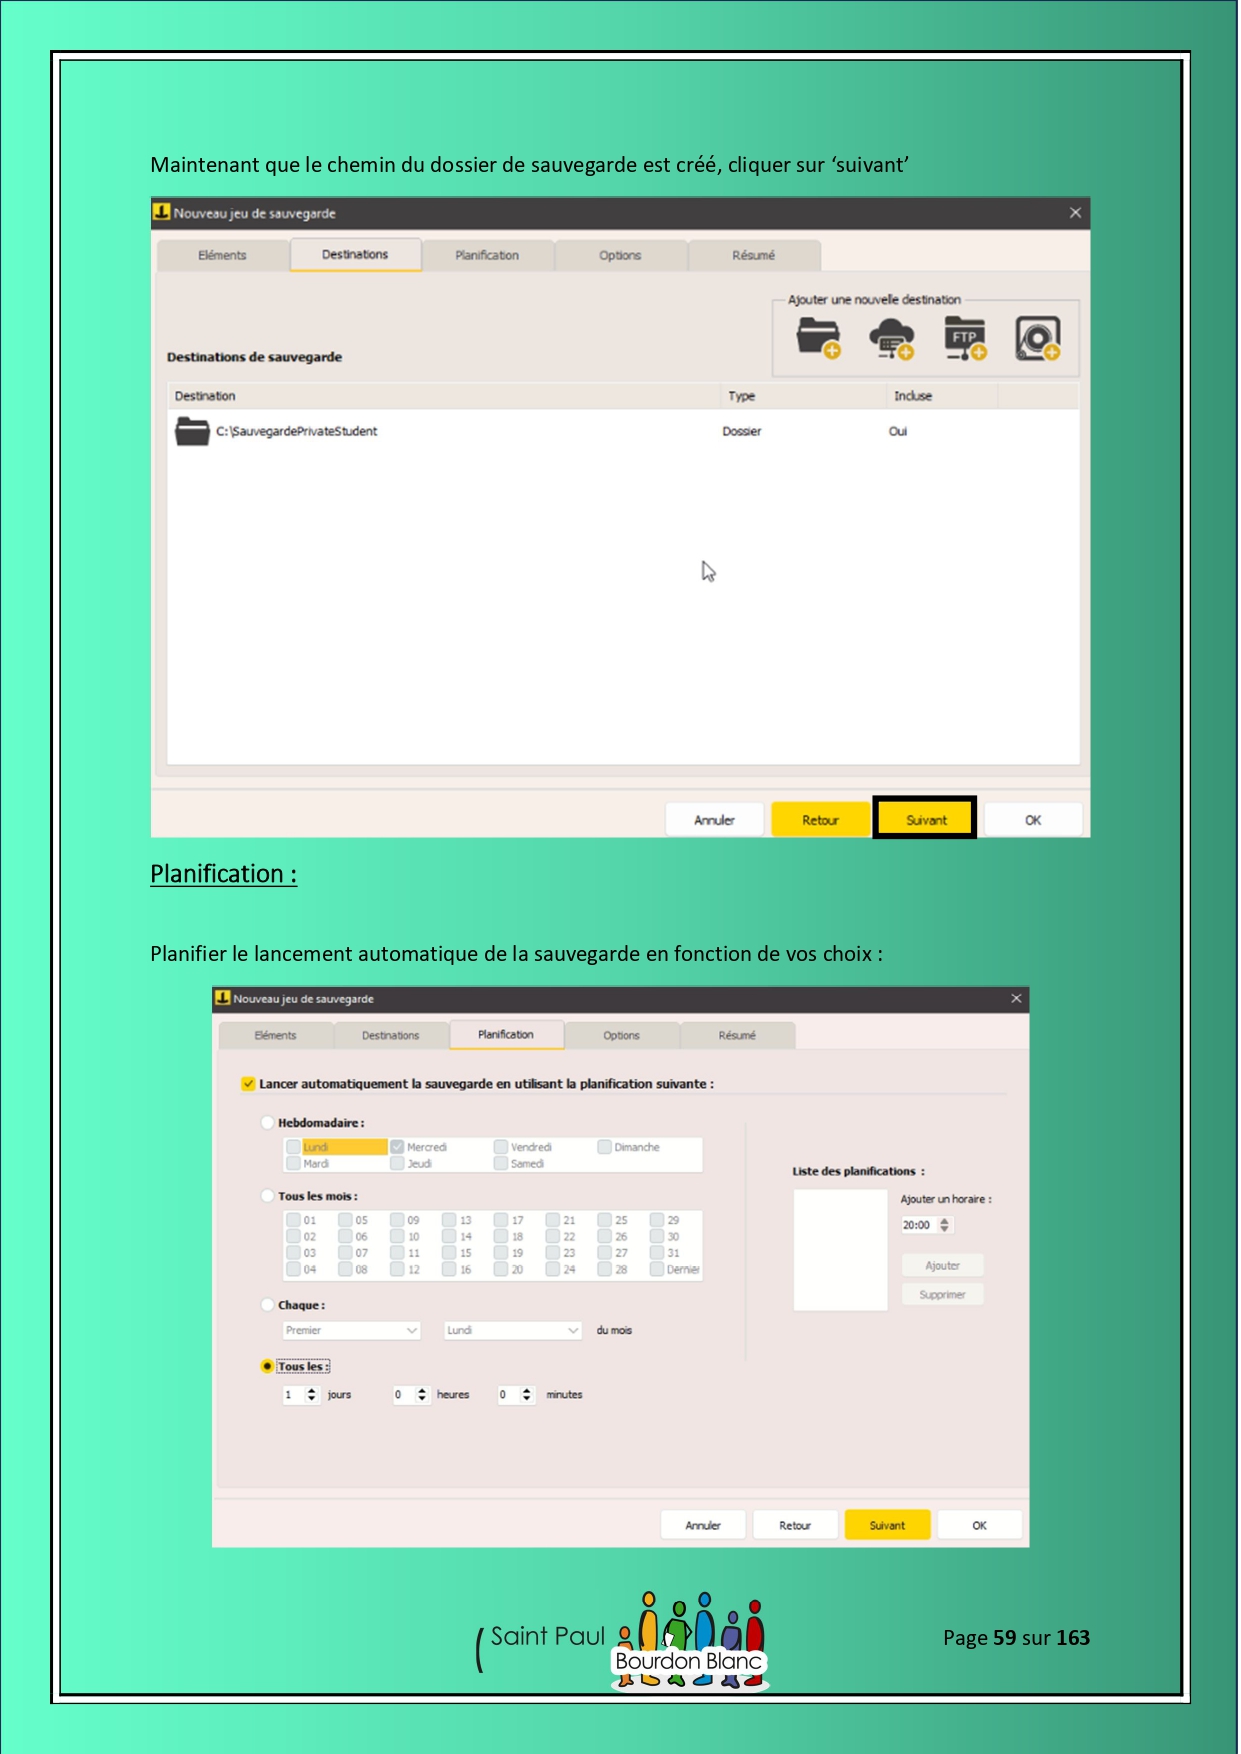 Maintenant que le chemin du dossier de sauvegarde est créé, cliquer sur ‘suivant’
Nouveau jeu de sauvegarde
Eléments Destinations Planification Options Résumé
Ajouter une nouvelle destination
FTP
Destinations de sauvegarde
Destination Type Incluse
C:\SauvegardePrivateStudent Dossier Oui
Annuler Retour Suivant OK
Planification :
Planifier le lancement automatique de la sauvegarde en fonction de vos choix :
Nouveau jeu de sauvegarde
Eléments Destinations Planification Options Résumé
Lancer automatiquement la sauvegarde en utilisant la planification suivante :
Hebdomadaire :
Lundi Mercredi Vendredi Dimanche
Mardi Jeudi Samedi
Liste des planifications :
Tous les mois :
Ajouter un horaire :
01 05 09 13 17 21 25 29
20:00
02 06 10 14 18 22 26 30
03 07 11 15 19 23 27 31
04 08 12 16 20 24 28 Dernier
Ajouter
Supprimer
Chaque :
Premier Lundi du mois
Tous les :
1 jours 0 heures 0 minutes
Annuler Retour Suivant OK
Saint Paul
Bourdon Blanc
Page 59 sur 163